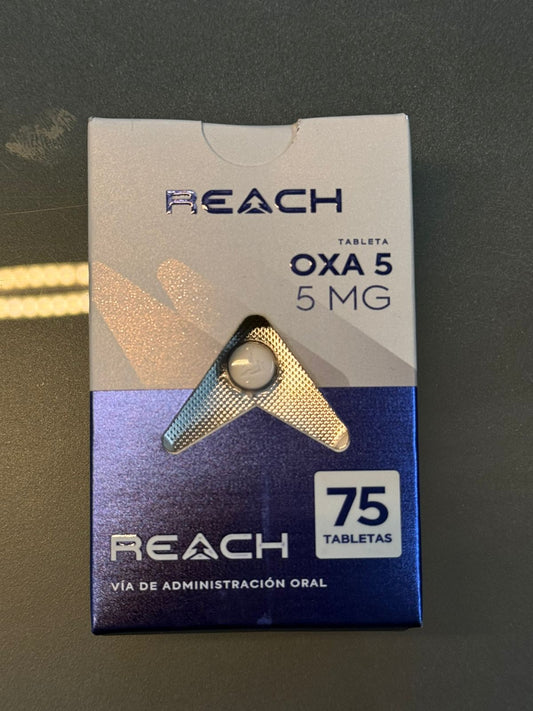 REACH
TABLETA
OXA 5
5 MG
75
TABLETAS
REACH
VÍA DE ADMINISTRACIÓN ORAL